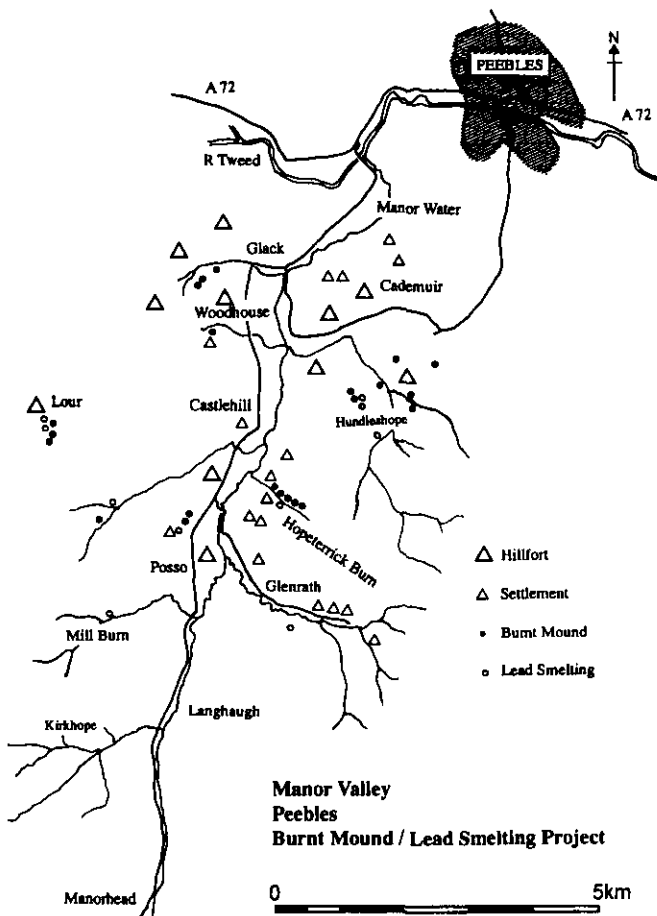 N
PEEBLES
A 72
A 72
R Tweed
Manor Water
Glack
Cademuir
Woodhouse
Castlehill
Lour
Hundleshope
Hopeterrick Burn
Hillfort
Posso
Glenrath
Settlement
Mill Burn
Burnt Mound
Lead Smelting
Langhaugh
Kirkhope
Manor Valley
Peebles
Burnt Mound / Lead Smelting Project
Manorhead
0 5km